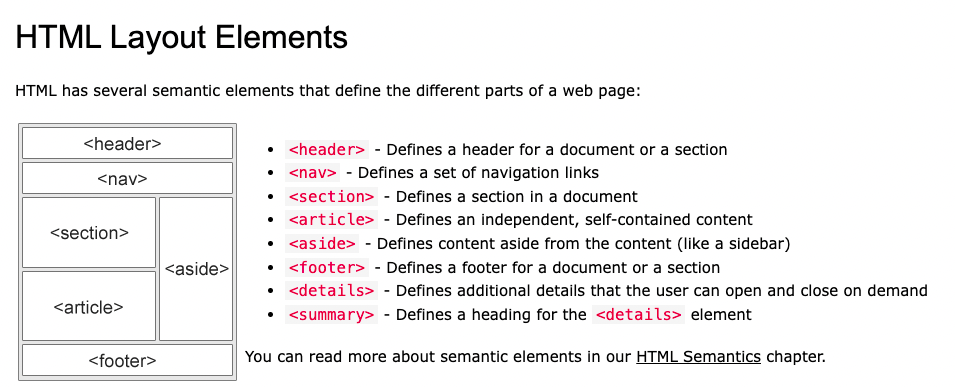 HTML Layout Elements
HTML has several semantic elements that define the different parts of a web page:
<header>
<nav>
<section>
<article>
<aside>
<footer>
• <header> - Defines a header for a document or a section
• <nav> - Defines a set of navigation links
• <section> - Defines a section in a document
• <article> - Defines an independent, self-contained content
• <aside> - Defines content aside from the content (like a sidebar)
• <footer> - Defines a footer for a document or a section
• <details> - Defines additional details that the user can open and close on demand
• <summary> - Defines a heading for the <details> element
You can read more about semantic elements in our HTML Semantics chapter.